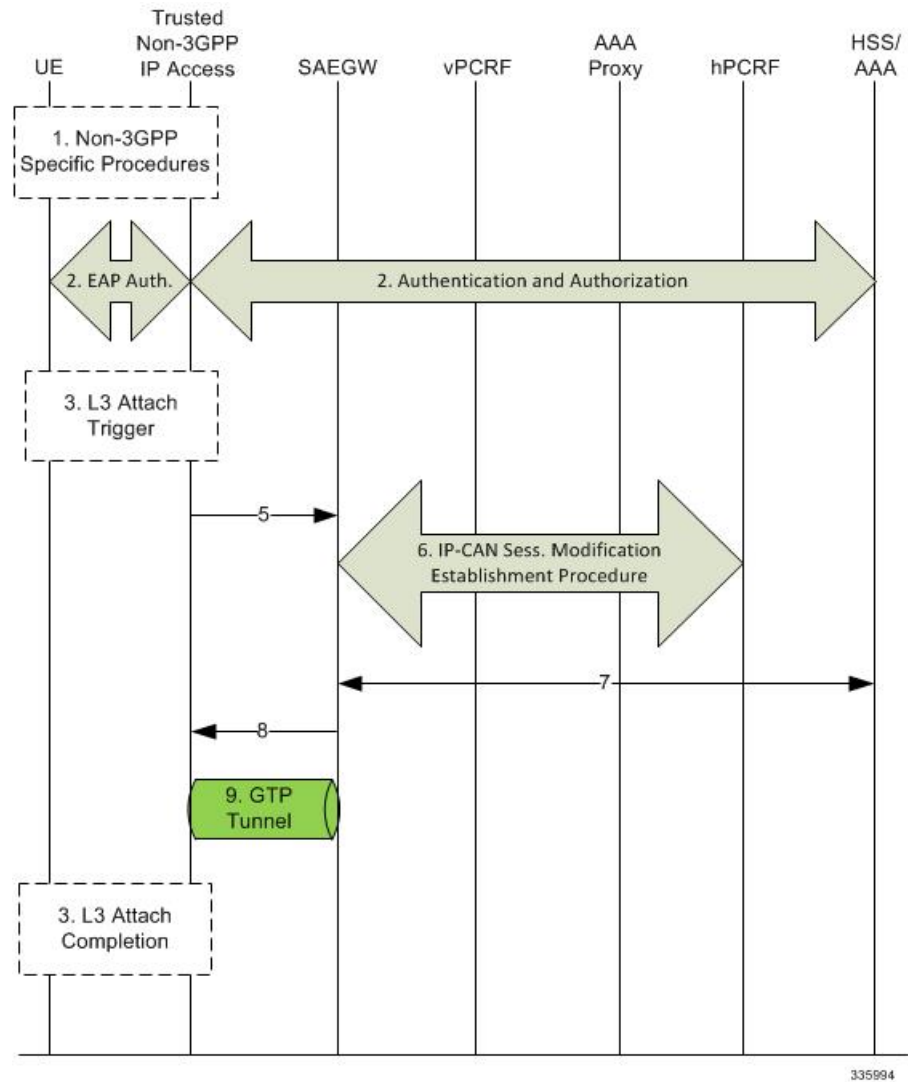 UE
Trusted
Non-3GPP
IP Access
SAEGW
vPCRF
AAA
Proxy
hPCRF
HSS/
AAA
1. Non-3GPP
Specific Procedures
2. EAP Auth.
2. Authentication and Authorization
3. L3 Attach
Trigger
5
6. IP-CAN Sess. Modification
Establishment Procedure
7
8
9. GTP
Tunnel
3. L3 Attach
Completion
335994